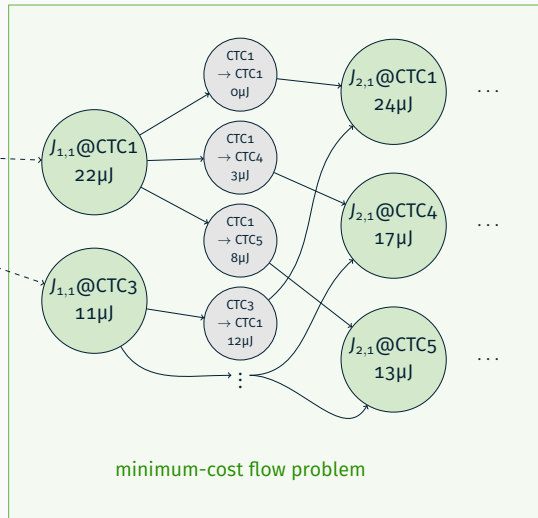 J1,1@CTC1
22µJ
J1,1@CTC3
11µJ
CTC1
→ CTC1
0µJ
CTC1
→ CTC4
3µJ
CTC1
→ CTC5
8µJ
CTC3
→ CTC1
12µJ
⋮
J2,1@CTC1
24µJ
J2,1@CTC4
17µJ
J2,1@CTC5
13µJ
...
...
...
minimum-cost flow problem